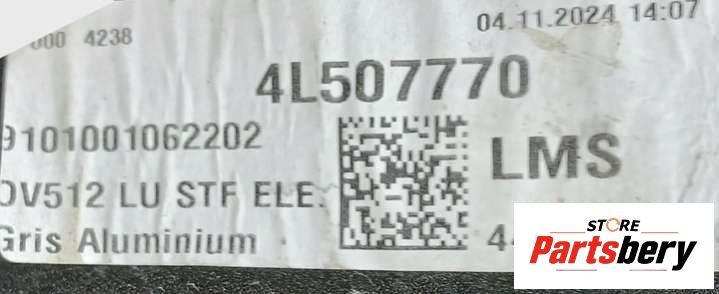 04.11.2024 14:07
000 4238
4L507770
9101001062202
LMS
OV512 LU STF ELE.
Gris Aluminium
STORE
Partsbery